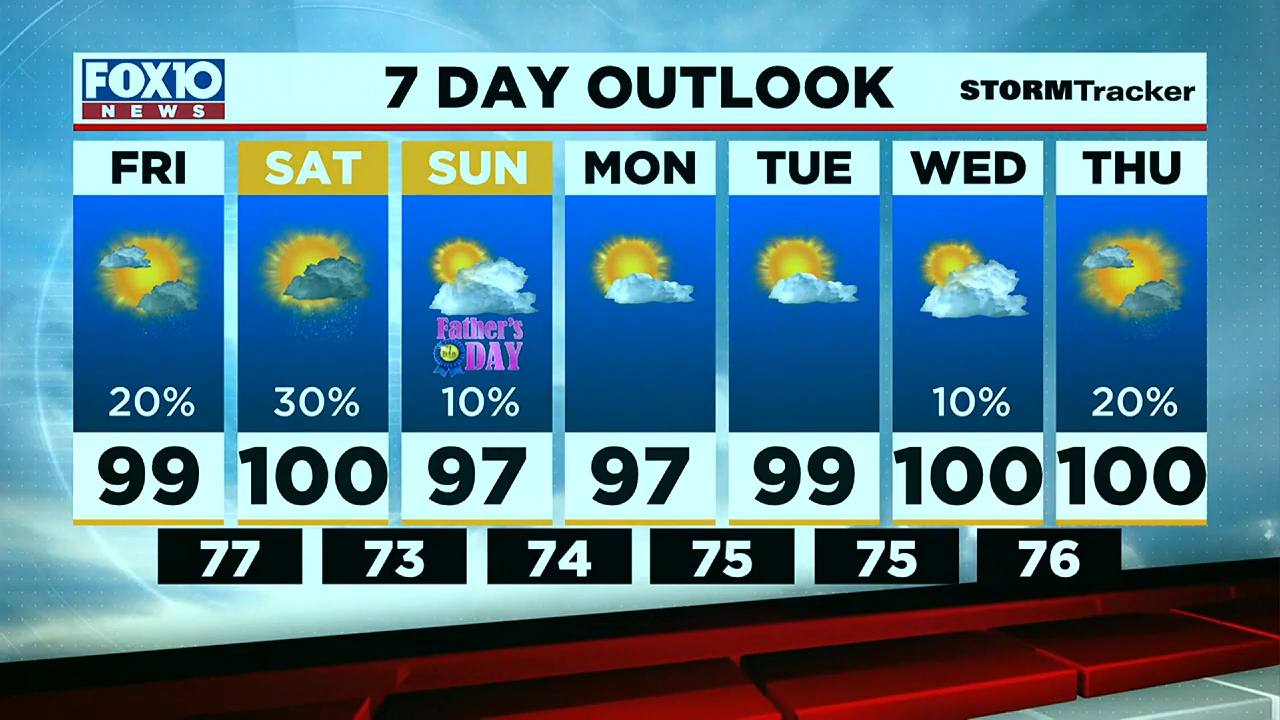 FOX10
NEWS
7 DAY OUTLOOK
STORMTracker
FRI SAT SUN MON TUE WED THU
Father's
DAY
20% 30% 10% 10% 20%
99 100 97 97 99 100 100
77 73 74 75 75 76